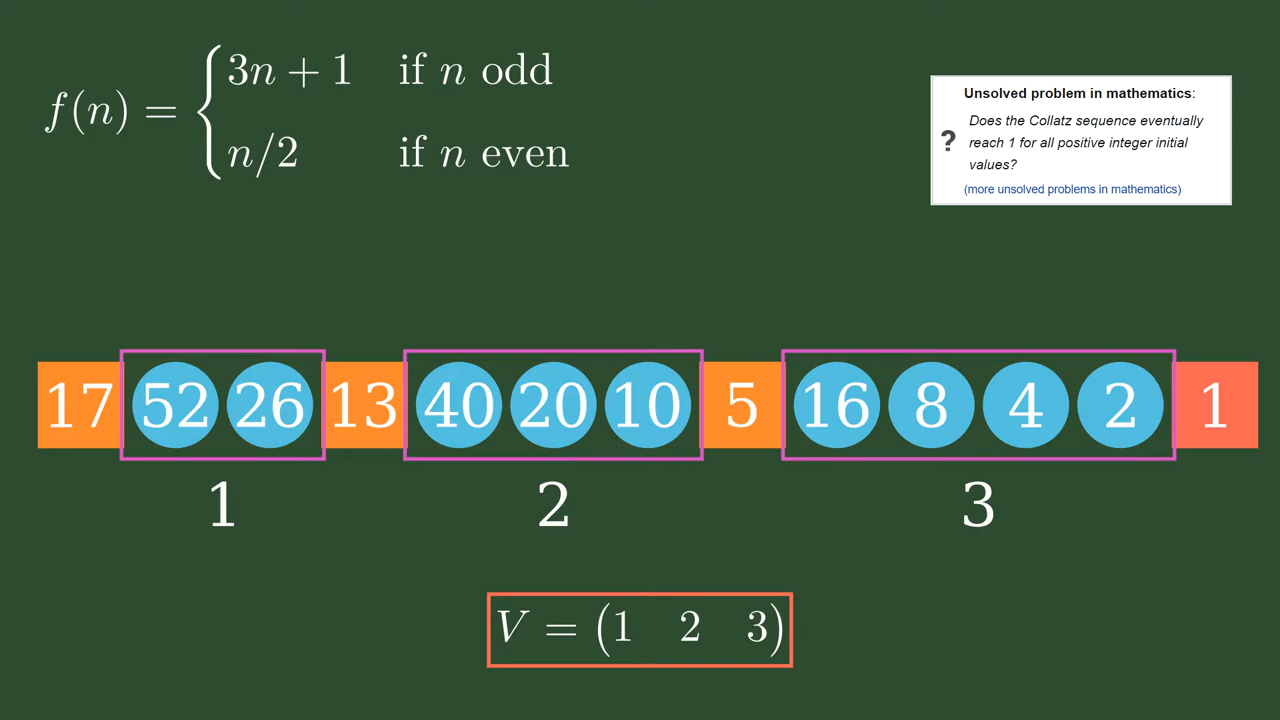 f(n) = { 3n + 1 if n odd
n/2 if n even
Unsolved problem in mathematics:
? Does the Collatz sequence eventually
reach 1 for all positive integer initial
values?
(more unsolved problems in mathematics)
17 52 26 13 40 20 10 5 16 8 4 2 1
1 2 3
V = (1 2 3)